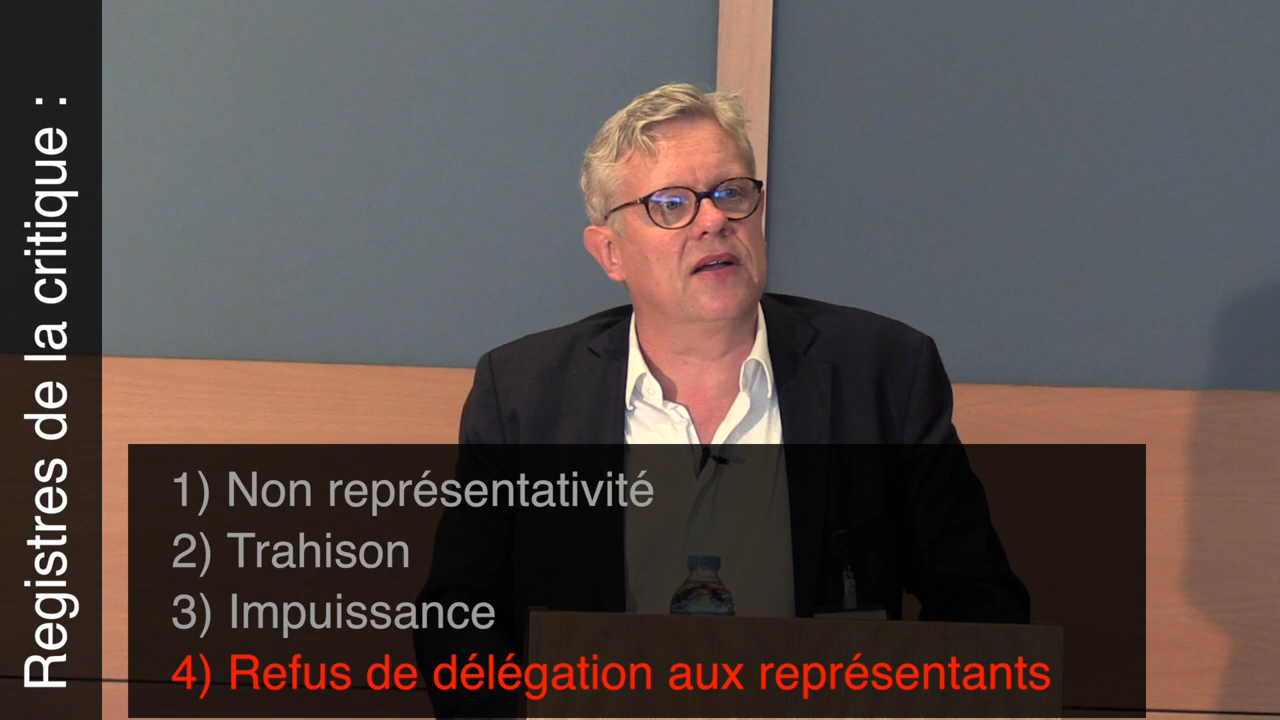 Registres de la critique :
1) Non représentativité
2) Trahison
3) Impuissance
4) Refus de délégation aux représentants